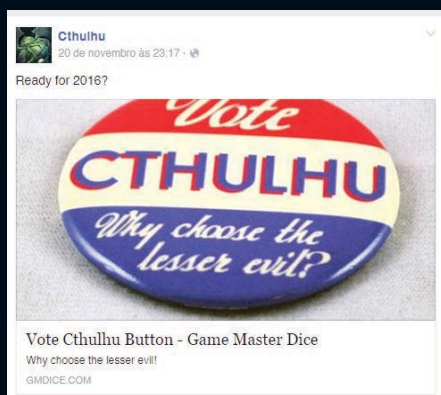 Cthulhu
20 de novembro às 23:17 ·
Ready for 2016?
Vote
CTHULHU
Why choose the
lesser evil?
Vote Cthulhu Button - Game Master Dice
Why choose the lesser evil!
GMDICE.COM